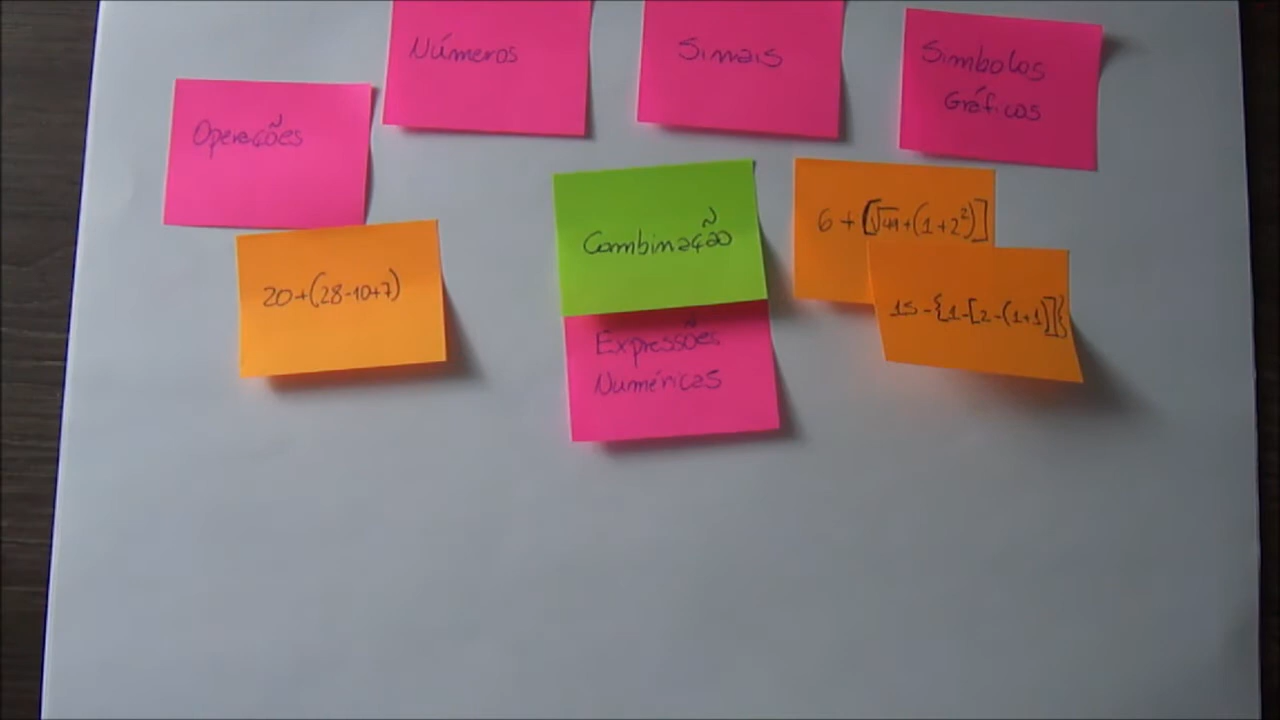 Números
Sinais
Símbolos
Gráficos
Operações
Combinação
6 + [√49+(1+2²)]
20+(28-10+7)
15-{1-[2-(1+1)]}
Expressões
Numéricas